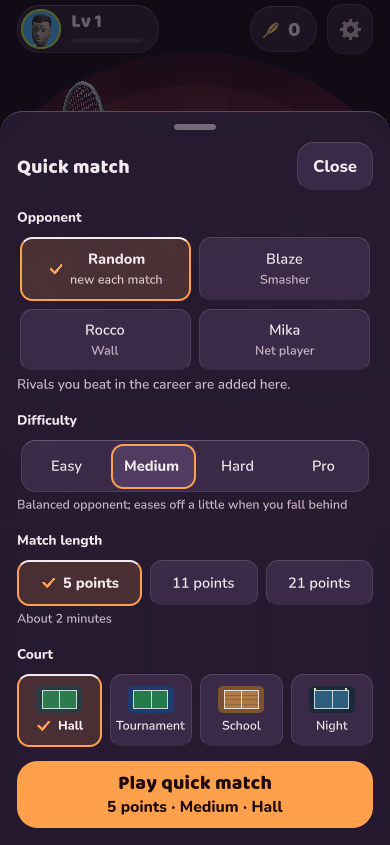 Lv 1
0
Quick match
Close
Opponent
Random
new each match
Blaze
Smasher
Rocco
Wall
Mika
Net player
Rivals you beat in the career are added here.
Difficulty
Easy
Medium
Hard
Pro
Balanced opponent; eases off a little when you fall behind
Match length
5 points
11 points
21 points
About 2 minutes
Court
Hall
Tournament
School
Night
Play quick match
5 points · Medium · Hall